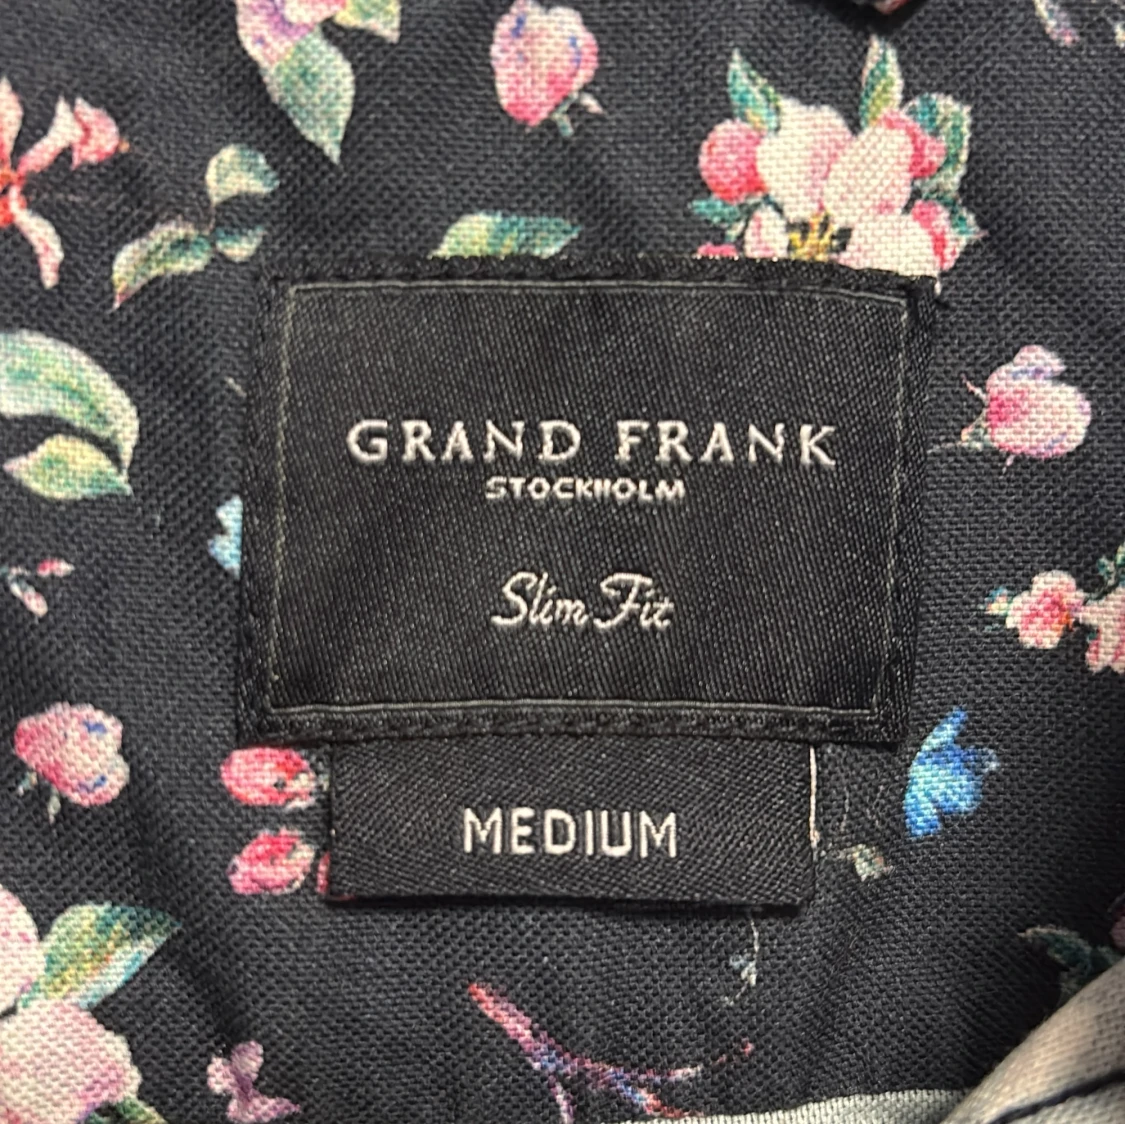 GRAND FRANK
STOCKHOLM
Slim Fit
MEDIUM